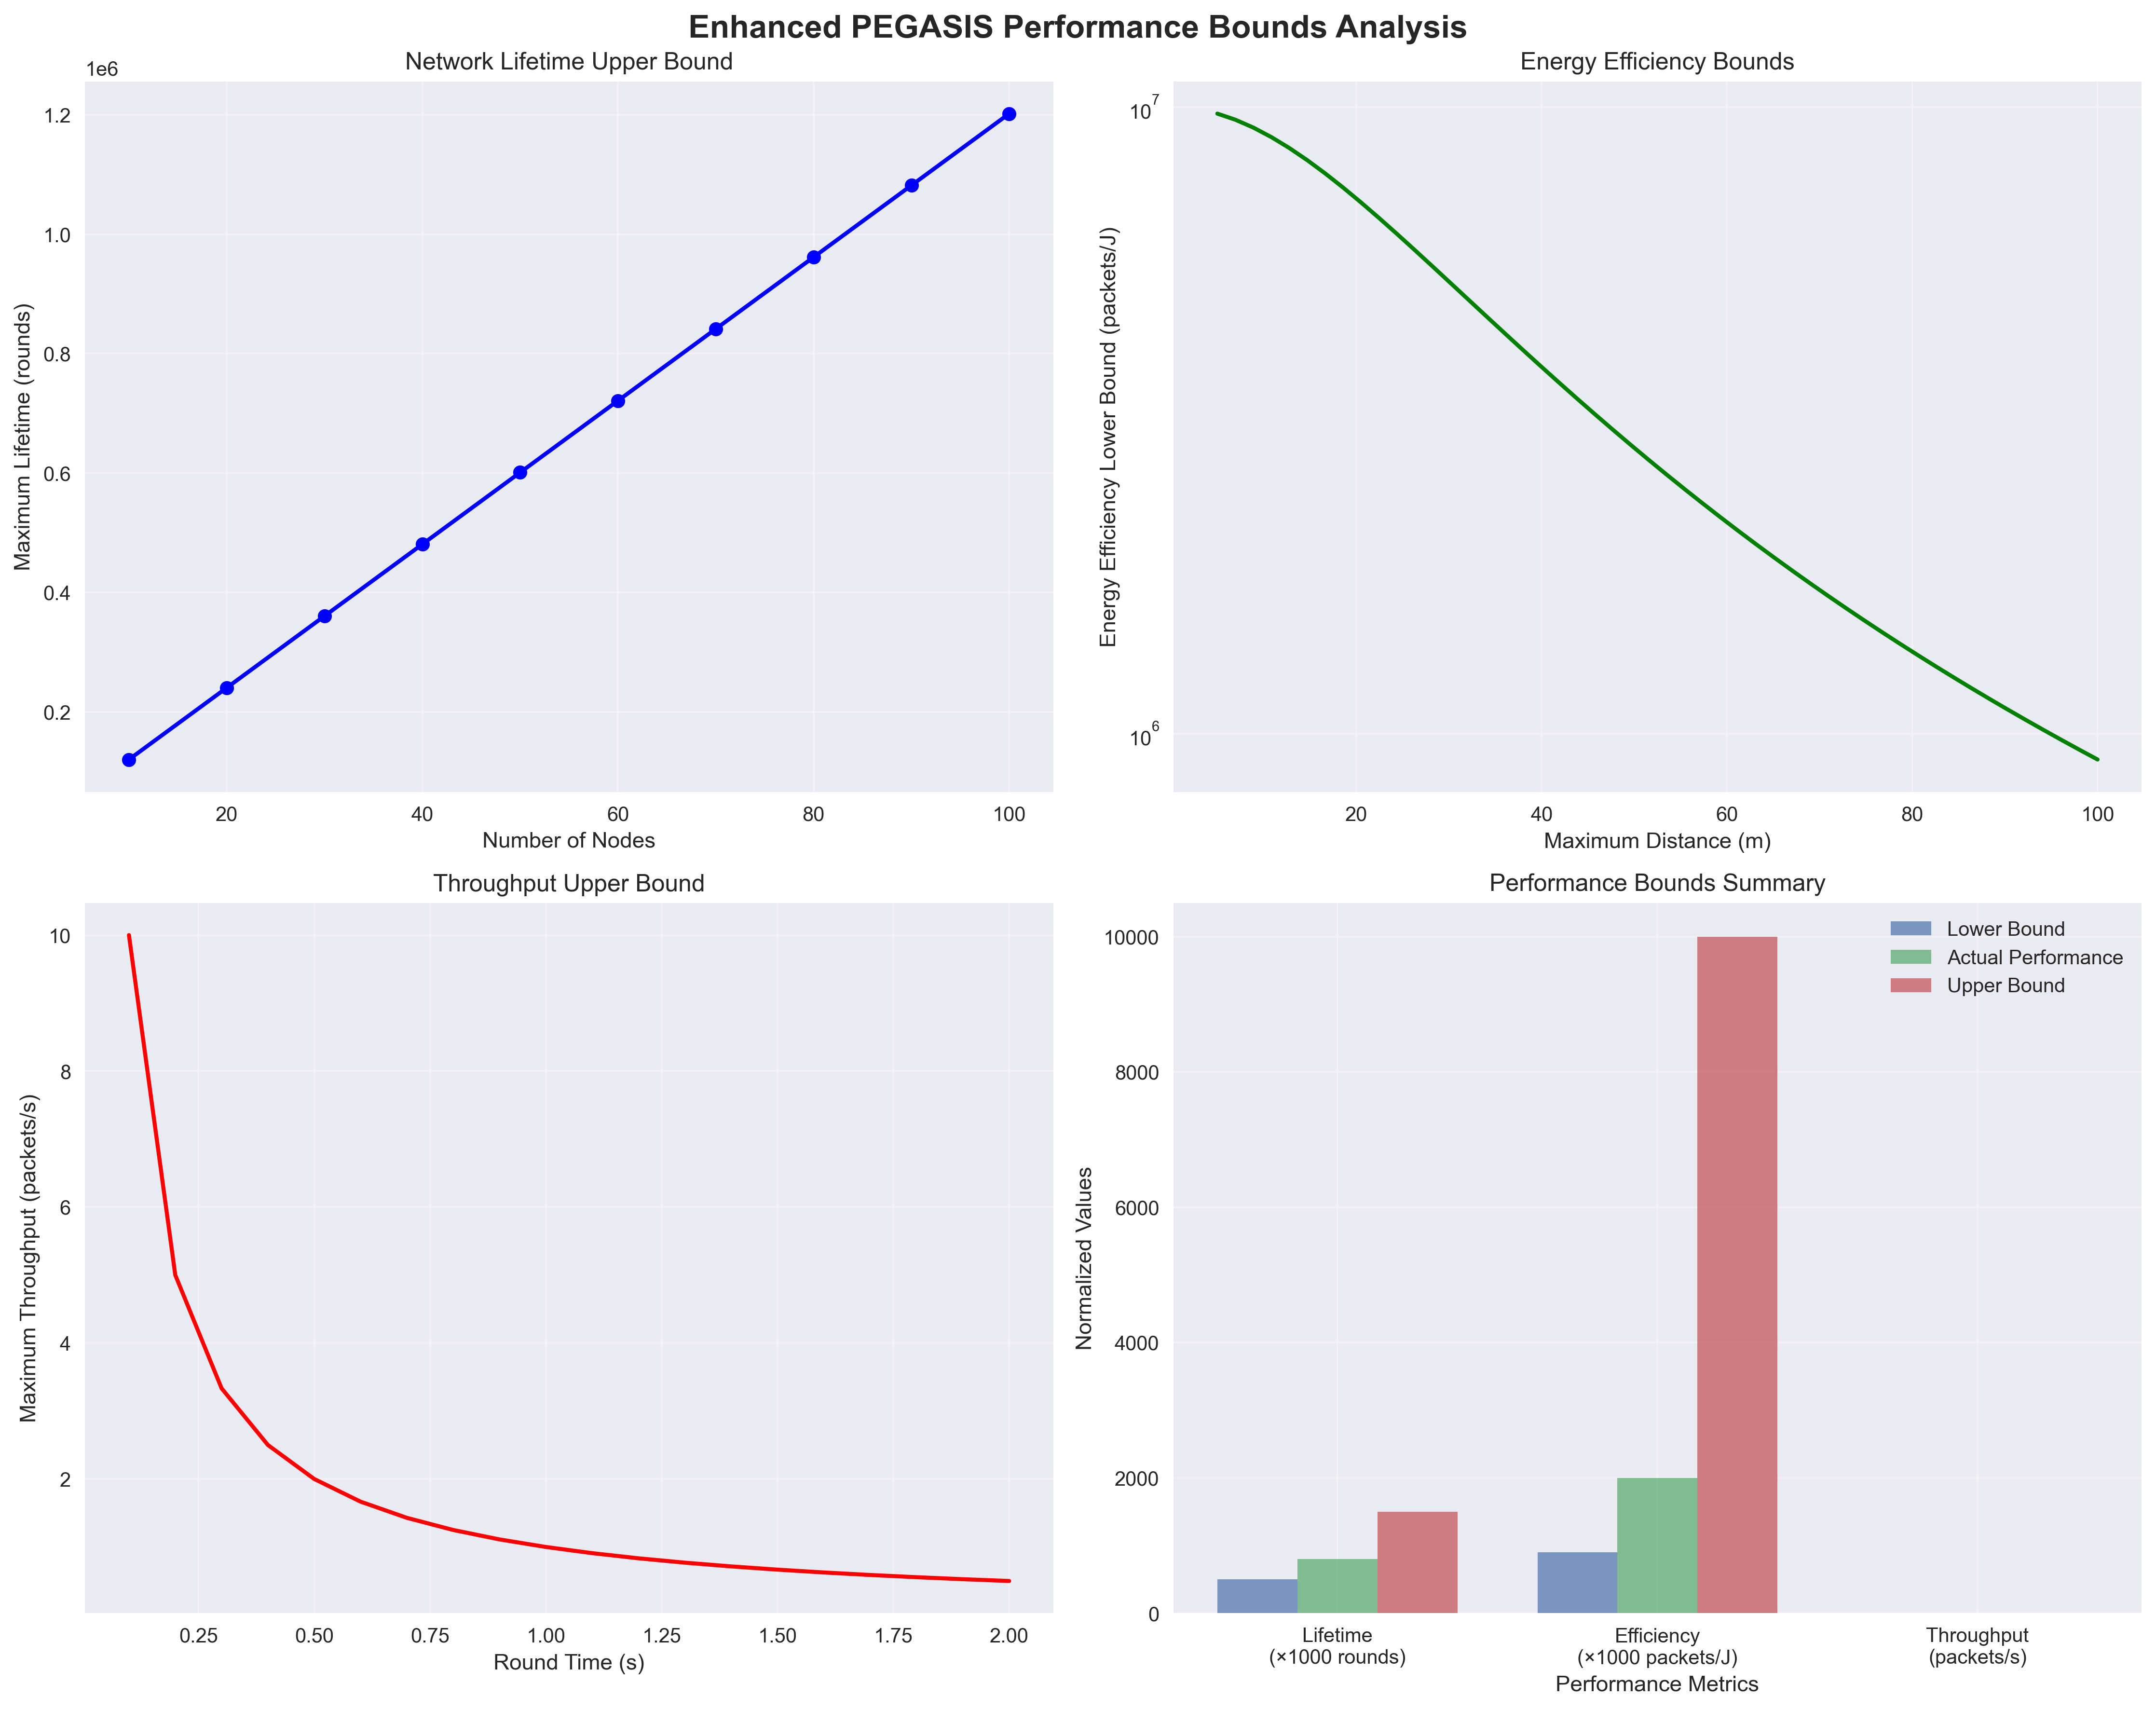 Enhanced PEGASIS Performance Bounds Analysis
Network Lifetime Upper Bound
1e6
1.2
1.0
0.8
0.6
0.4
0.2
Maximum Lifetime (rounds)
20 40 60 80 100
Number of Nodes
Energy Efficiency Bounds
10^7
10^6
Energy Efficiency Lower Bound (packets/J)
20 40 60 80 100
Maximum Distance (m)
Throughput Upper Bound
10
8
6
4
2
Maximum Throughput (packets/s)
0.25 0.50 0.75 1.00 1.25 1.50 1.75 2.00
Round Time (s)
Performance Bounds Summary
Lower Bound
Actual Performance
Upper Bound
10000
8000
6000
4000
2000
0
Normalized Values
Lifetime
(×1000 rounds)
Efficiency
(×1000 packets/J)
Throughput
(packets/s)
Performance Metrics